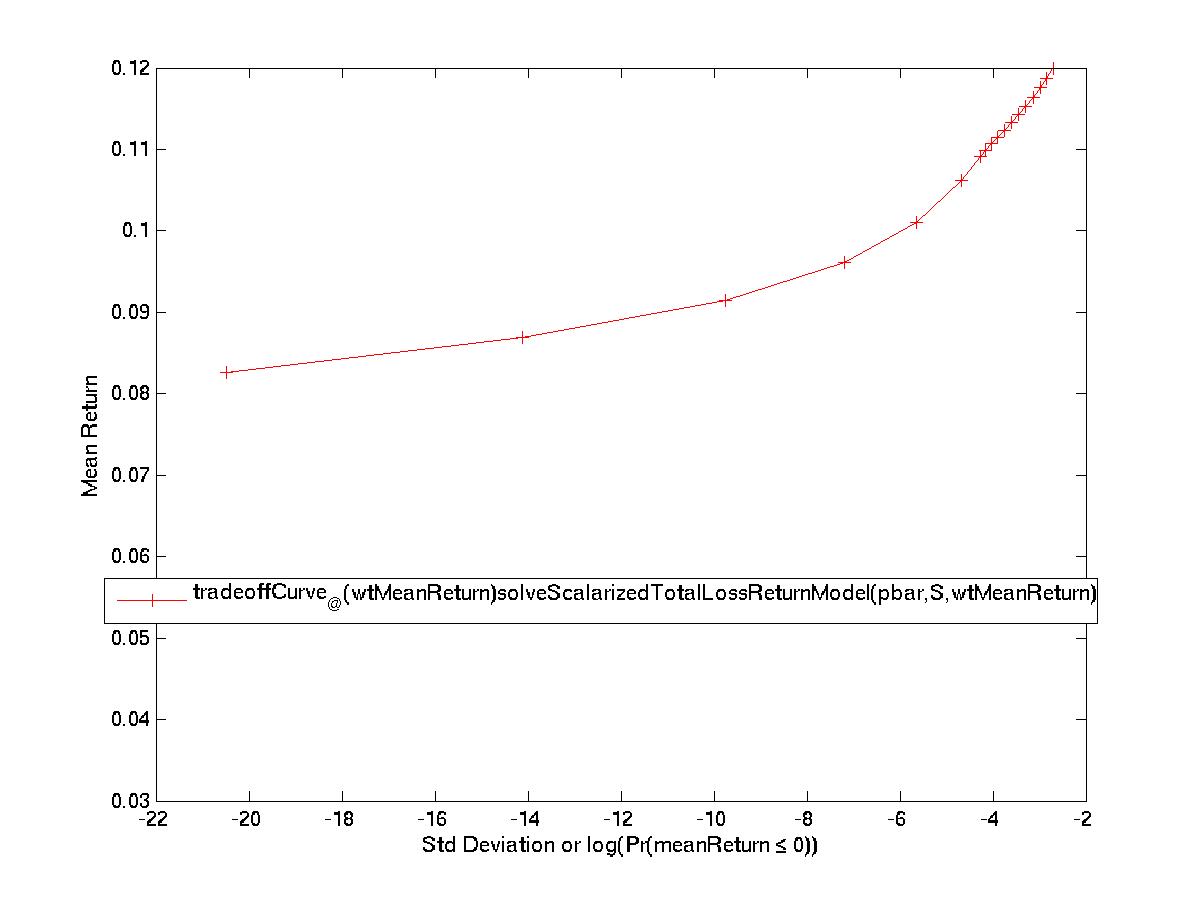 0.12
0.11
0.1
0.09
0.08
0.07
0.06
0.05
0.04
0.03
Mean Return
tradeoffCurve@(wtMeanReturn)solveScalarizedTotalLossReturnModel(pbar,S,wtMeanReturn)
-22 -20 -18 -16 -14 -12 -10 -8 -6 -4 -2
Std Deviation or log(Pr(meanReturn ≤ 0))